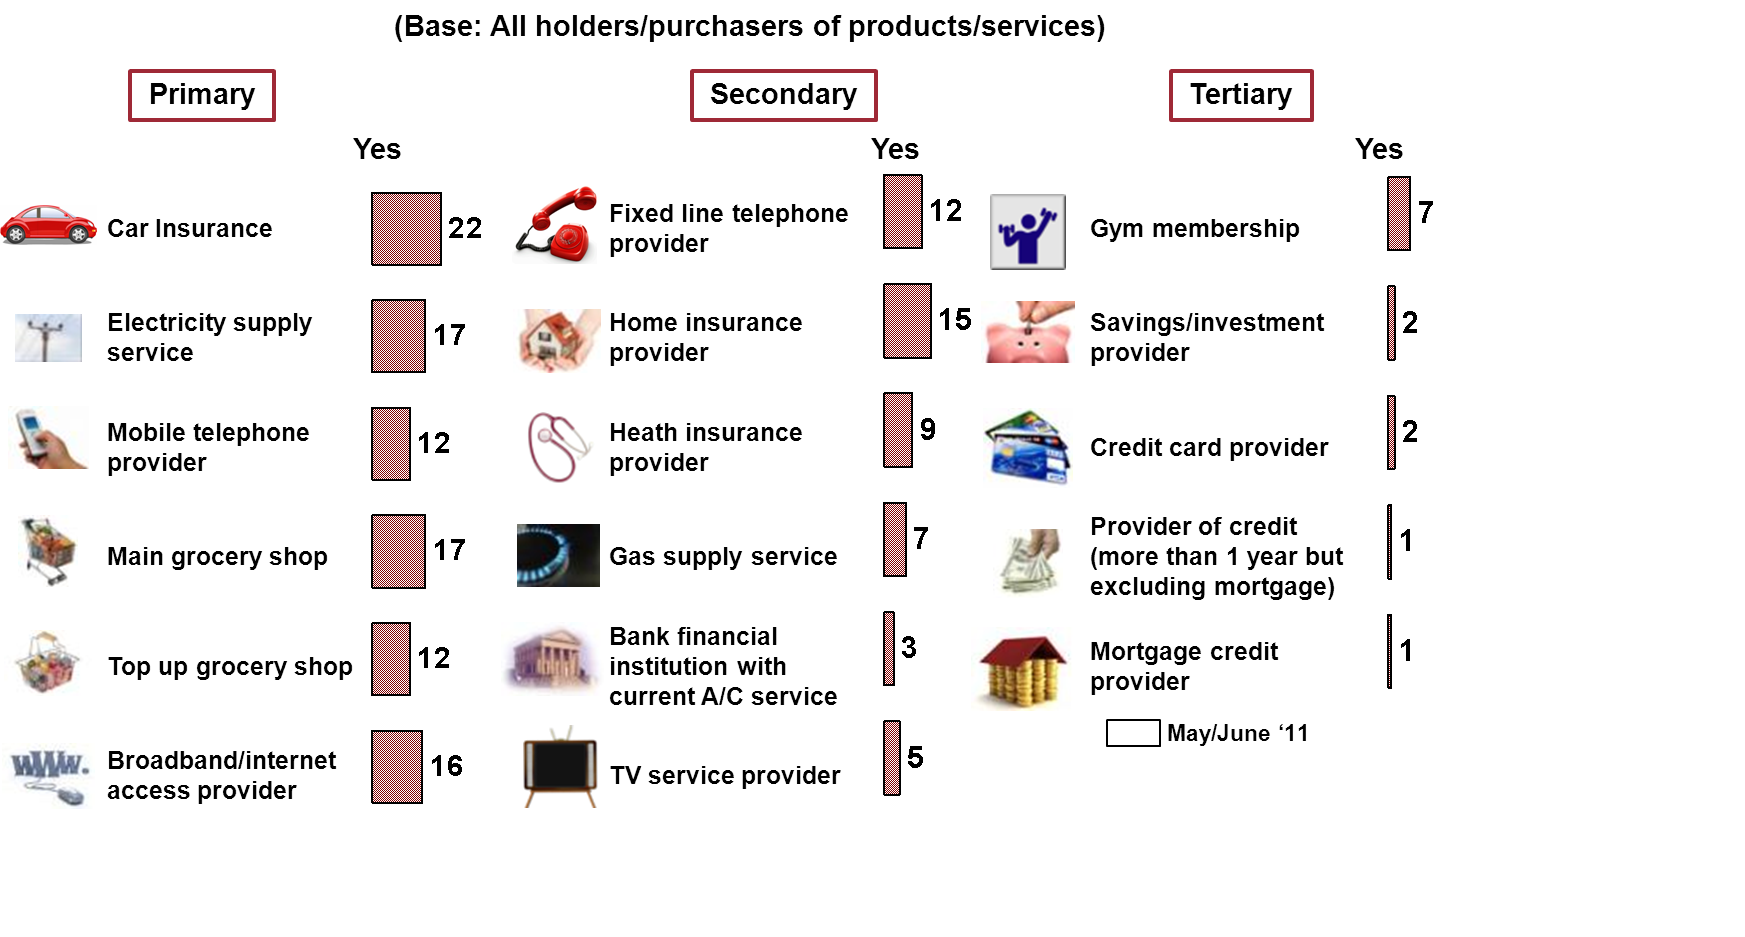 (Base: All holders/purchasers of products/services)
Primary
Yes
Car Insurance
22
Electricity supply
service
17
Mobile telephone
provider
12
Main grocery shop
17
Top up grocery shop
12
Broadband/internet
access provider
16
www.
Secondary
Yes
Fixed line telephone
provider
12
Home insurance
provider
15
Heath insurance
provider
9
Gas supply service
7
Bank financial
institution with
current A/C service
3
TV service provider
5
Tertiary
Yes
Gym membership
7
Savings/investment
provider
2
Credit card provider
2
Provider of credit
(more than 1 year but
excluding mortgage)
1
Mortgage credit
provider
1
May/June ‘11